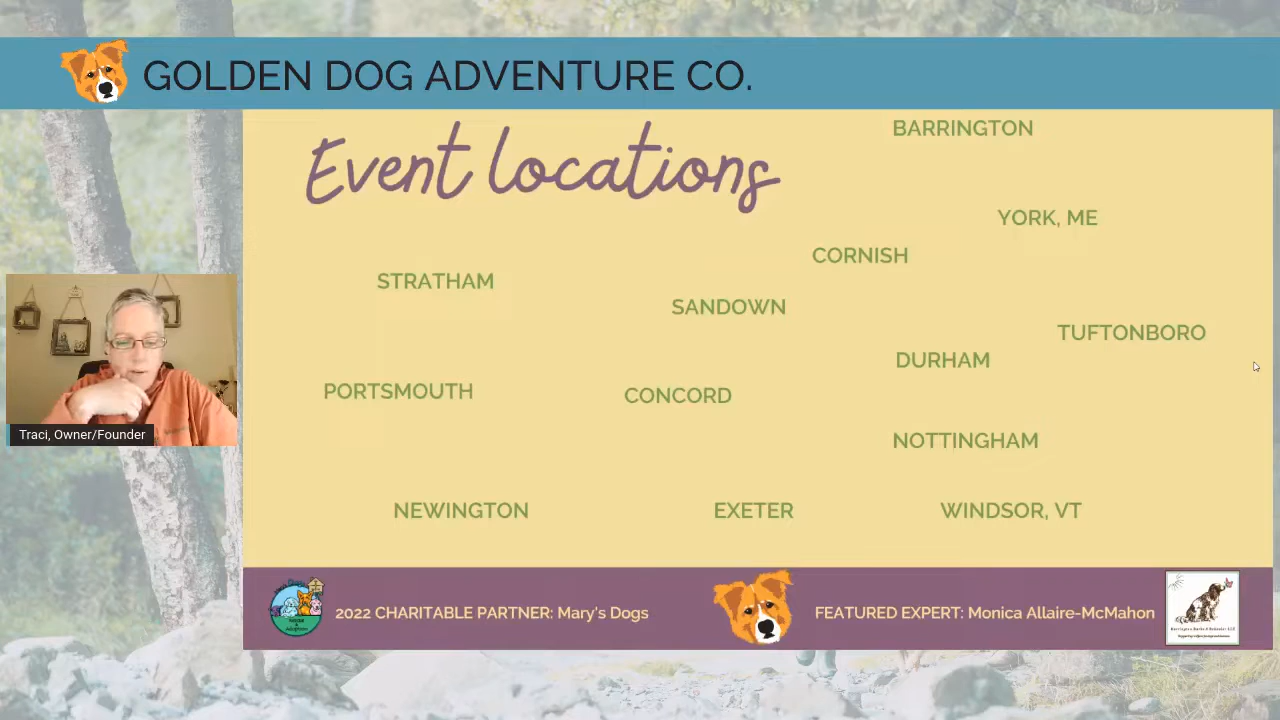 GOLDEN DOG ADVENTURE CO.
Event locations
BARRINGTON
YORK, ME
CORNISH
STRATHAM
SANDOWN
TUFTONBORO
DURHAM
PORTSMOUTH
CONCORD
NOTTINGHAM
NEWINGTON
EXETER
WINDSOR, VT
Traci, Owner/Founder
2022 CHARITABLE PARTNER: Mary's Dogs
FEATURED EXPERT: Monica Allaire-McMahon